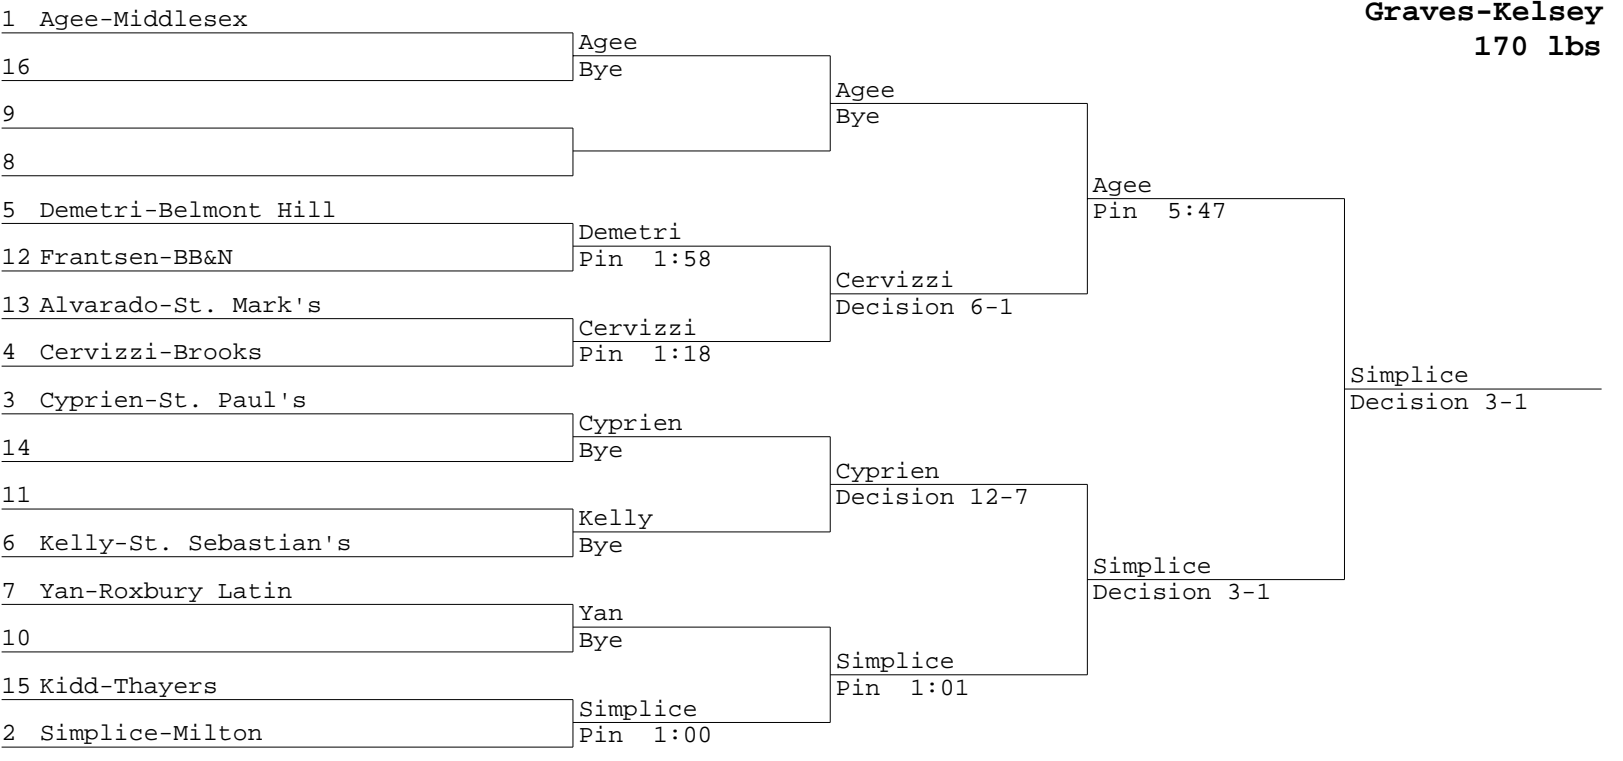 Graves-Kelsey
170 lbs
1 Agee-Middlesex
16
9
8
5 Demetri-Belmont Hill
12 Frantsen-BB&N
13 Alvarado-St. Mark's
4 Cervizzi-Brooks
3 Cyprien-St. Paul's
14
11
6 Kelly-St. Sebastian's
7 Yan-Roxbury Latin
10
15 Kidd-Thayers
2 Simplice-Milton
Agee
Bye
Demetri
Pin 1:58
Cervizzi
Pin 1:18
Cyprien
Bye
Kelly
Bye
Yan
Bye
Simplice
Pin 1:00
Agee
Bye
Cervizzi
Decision 6-1
Cyprien
Decision 12-7
Simplice
Pin 1:01
Agee
Pin 5:47
Simplice
Decision 3-1
Simplice
Decision 3-1